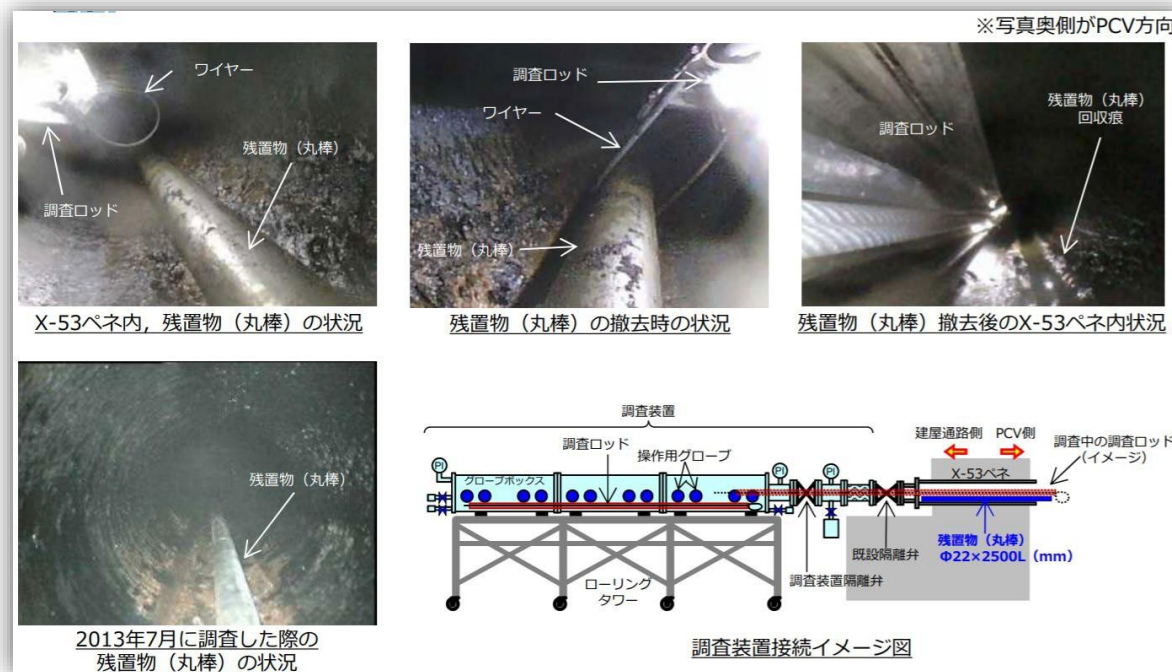 ※写真奥側がPCV方向
ワイヤー
残置物（丸棒）
調査ロッド
X-53ペネ内，残置物（丸棒）の状況
調査ロッド
ワイヤー
残置物（丸棒）
残置物（丸棒）の撤去時の状況
調査ロッド
残置物（丸棒）
回収痕
残置物（丸棒）撤去後のX-53ペネ内状況
残置物（丸棒）
2013年7月に調査した際の
残置物（丸棒）の状況
調査装置
調査ロッド
操作用グローブ
建屋通路側
PCV側
調査中の調査ロッド
（イメージ）
PI
グローブボックス
PI
PI
X-53ペネ
残置物（丸棒）
Φ22×2500L（mm）
既設隔離弁
調査装置隔離弁
ローリング
タワー
調査装置接続イメージ図